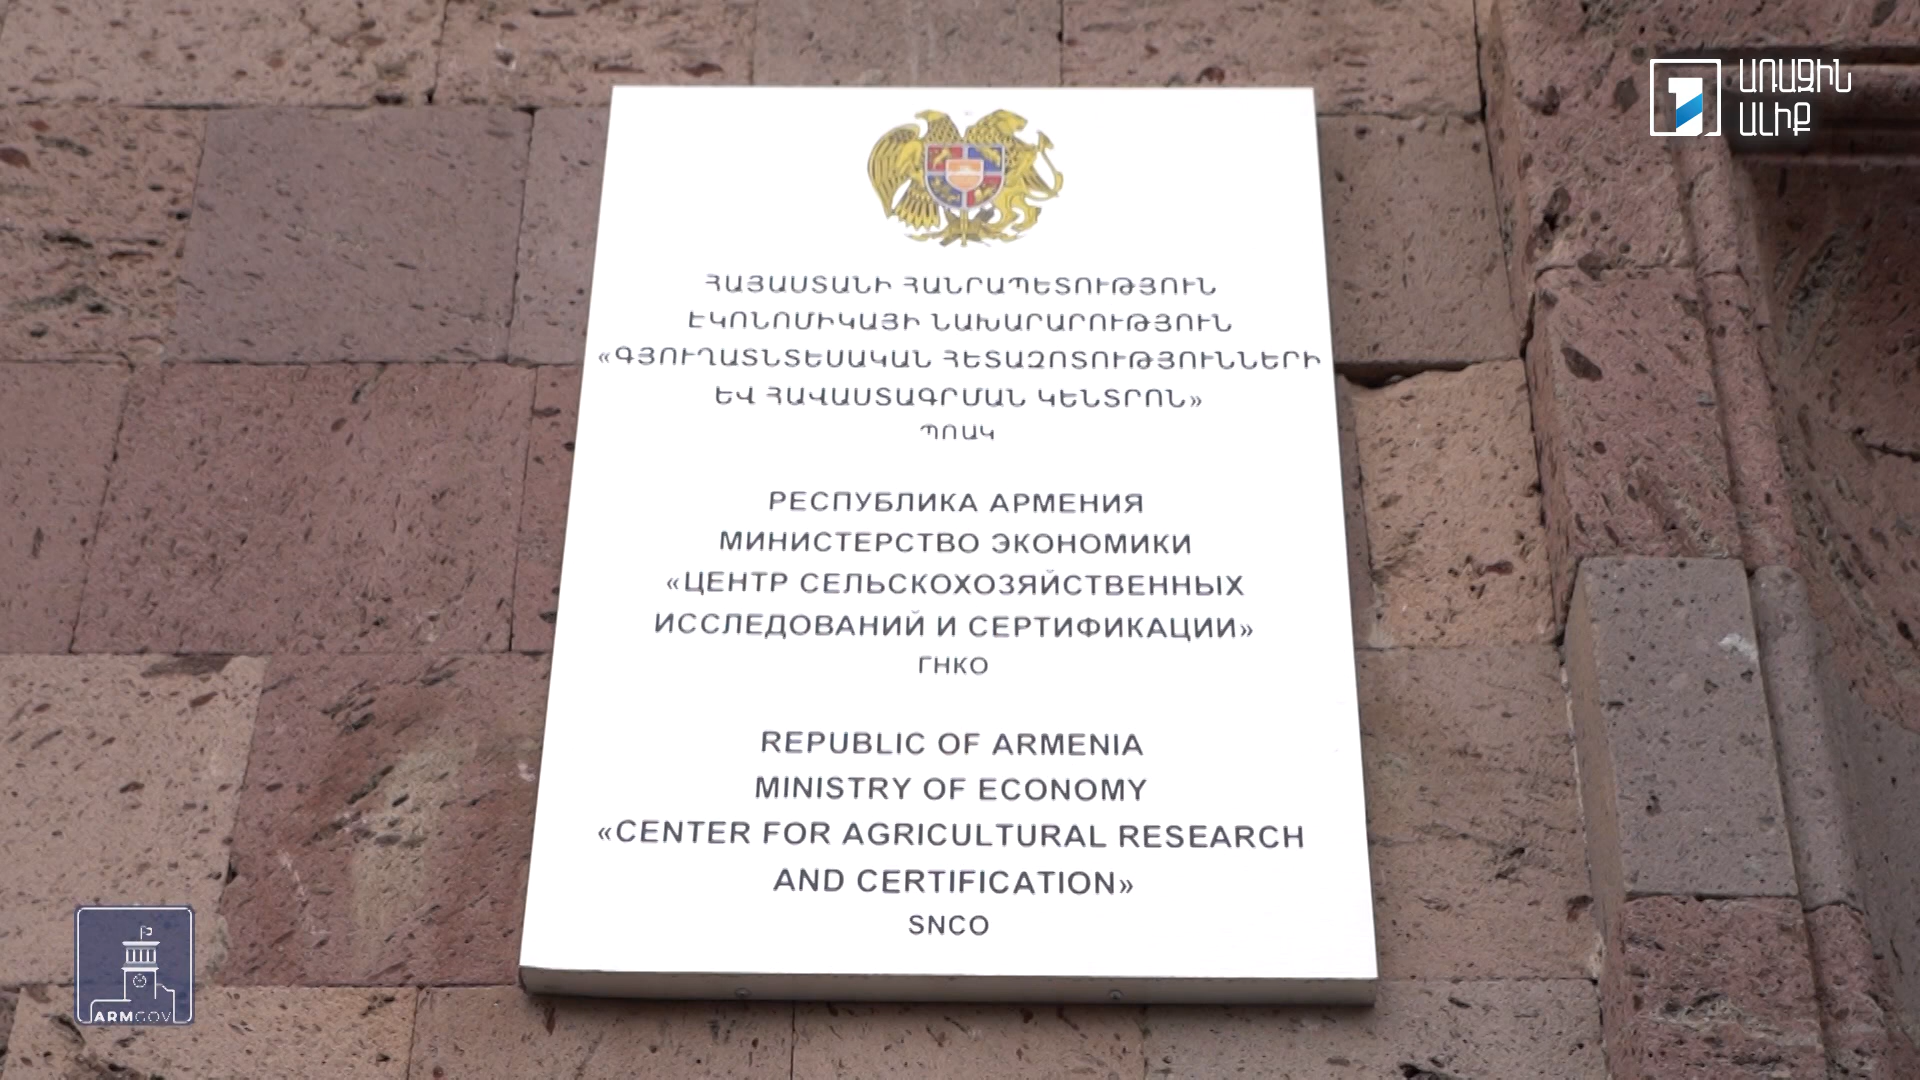 ԱՌԱՋԻՆ
ԱԼԻՔ
ՀԱՅԱՍՏԱՆԻ ՀԱՆՐԱՊԵՏՈՒԹՅՈՒՆ
ԷԿՈՆՈՄԻԿԱՅԻ ՆԱԽԱՐԱՐՈՒԹՅՈՒՆ
«ԳՅՈՒՂԱՏՆՏԵՍԱԿԱՆ ՀԵՏԱԶՈՏՈՒԹՅՈՒՆՆԵՐԻ
ԵՎ ՀԱՎԱՍՏԱԳՐՄԱՆ ԿԵՆՏՐՈՆ»
ՊՈԱԿ
РЕСПУБЛИКА АРМЕНИЯ
МИНИСТЕРСТВО ЭКОНОМИКИ
«ЦЕНТР СЕЛЬСКОХОЗЯЙСТВЕННЫХ
ИССЛЕДОВАНИЙ И СЕРТИФИКАЦИИ»
ГНКО
REPUBLIC OF ARMENIA
MINISTRY OF ECONOMY
«CENTER FOR AGRICULTURAL RESEARCH
AND CERTIFICATION»
SNCO
ARMGOV